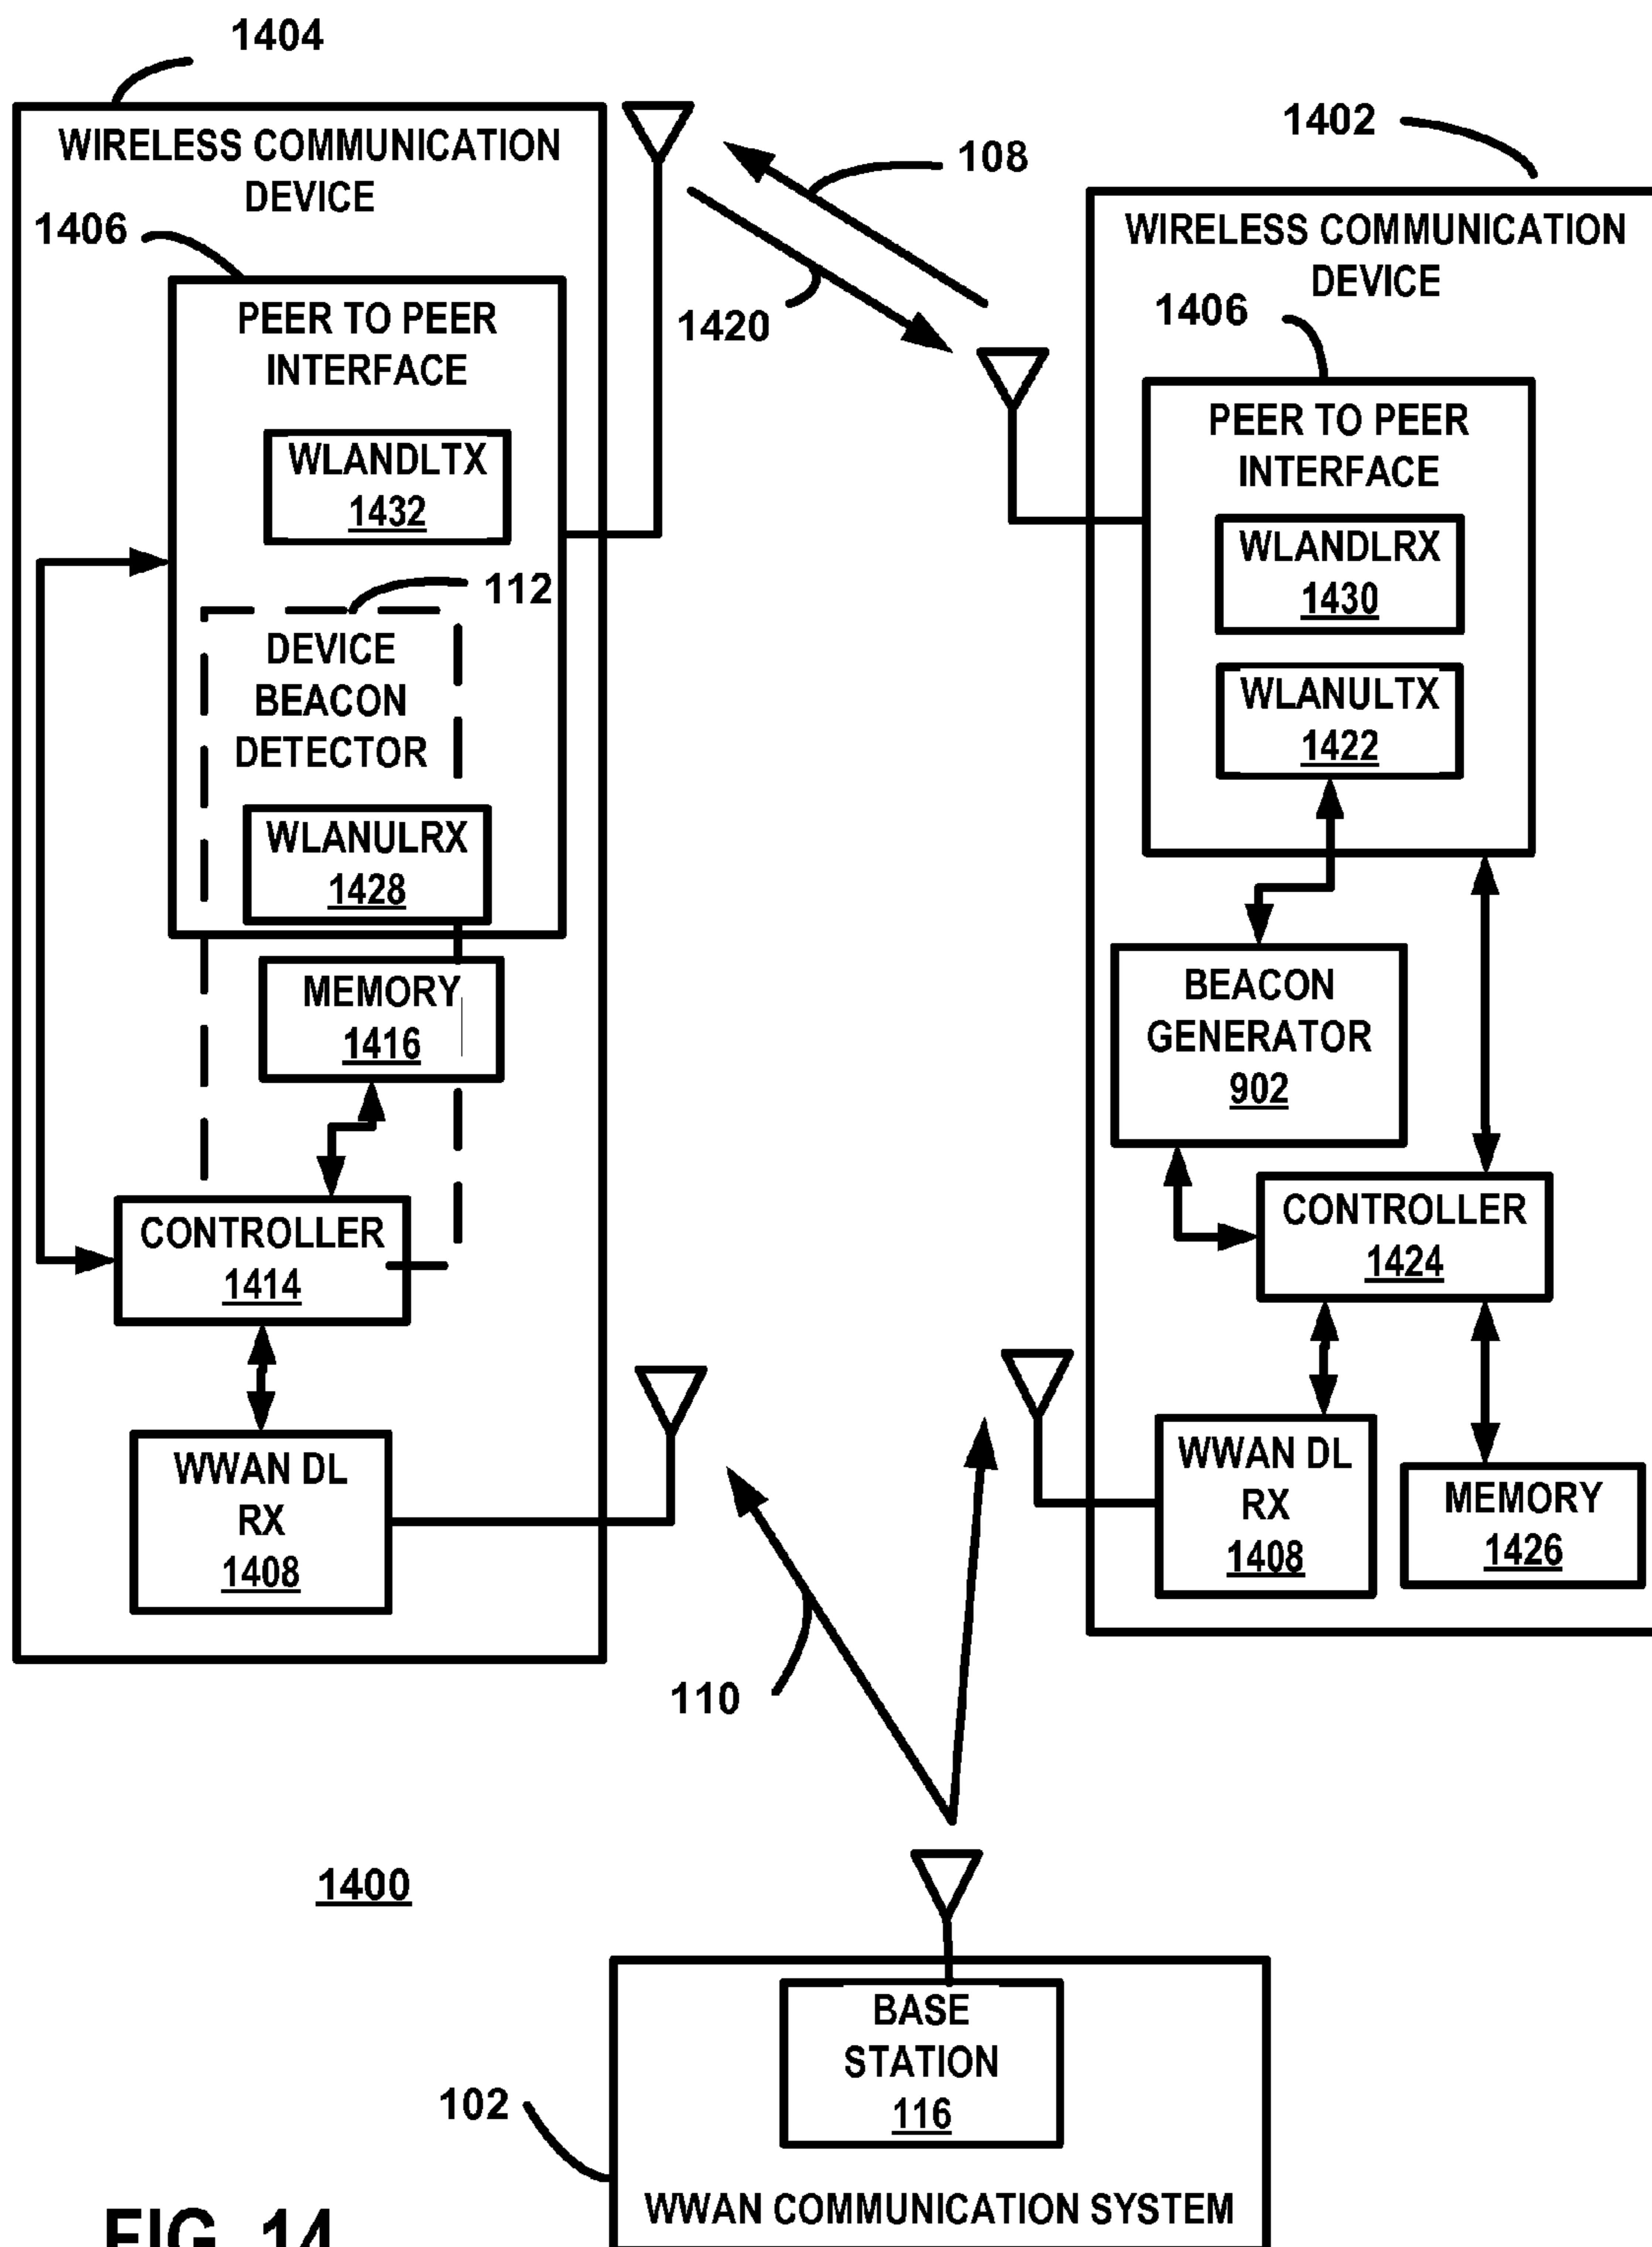 1404
WIRELESS COMMUNICATION
DEVICE
1406
PEER TO PEER
INTERFACE
WLANDLTX
1432
112
DEVICE
BEACON
DETECTOR
WLANULRX
1428
MEMORY
1416
CONTROLLER
1414
WWAN DL
RX
1408
108
1420
1402
WIRELESS COMMUNICATION
DEVICE
1406
PEER TO PEER
INTERFACE
WLANDLRX
1430
WLANULTX
1422
BEACON
GENERATOR
902
CONTROLLER
1424
WWAN DL
RX
1408
MEMORY
1426
110
1400
BASE
STATION
116
102
WWAN COMMUNICATION SYSTEM
FIG. 14